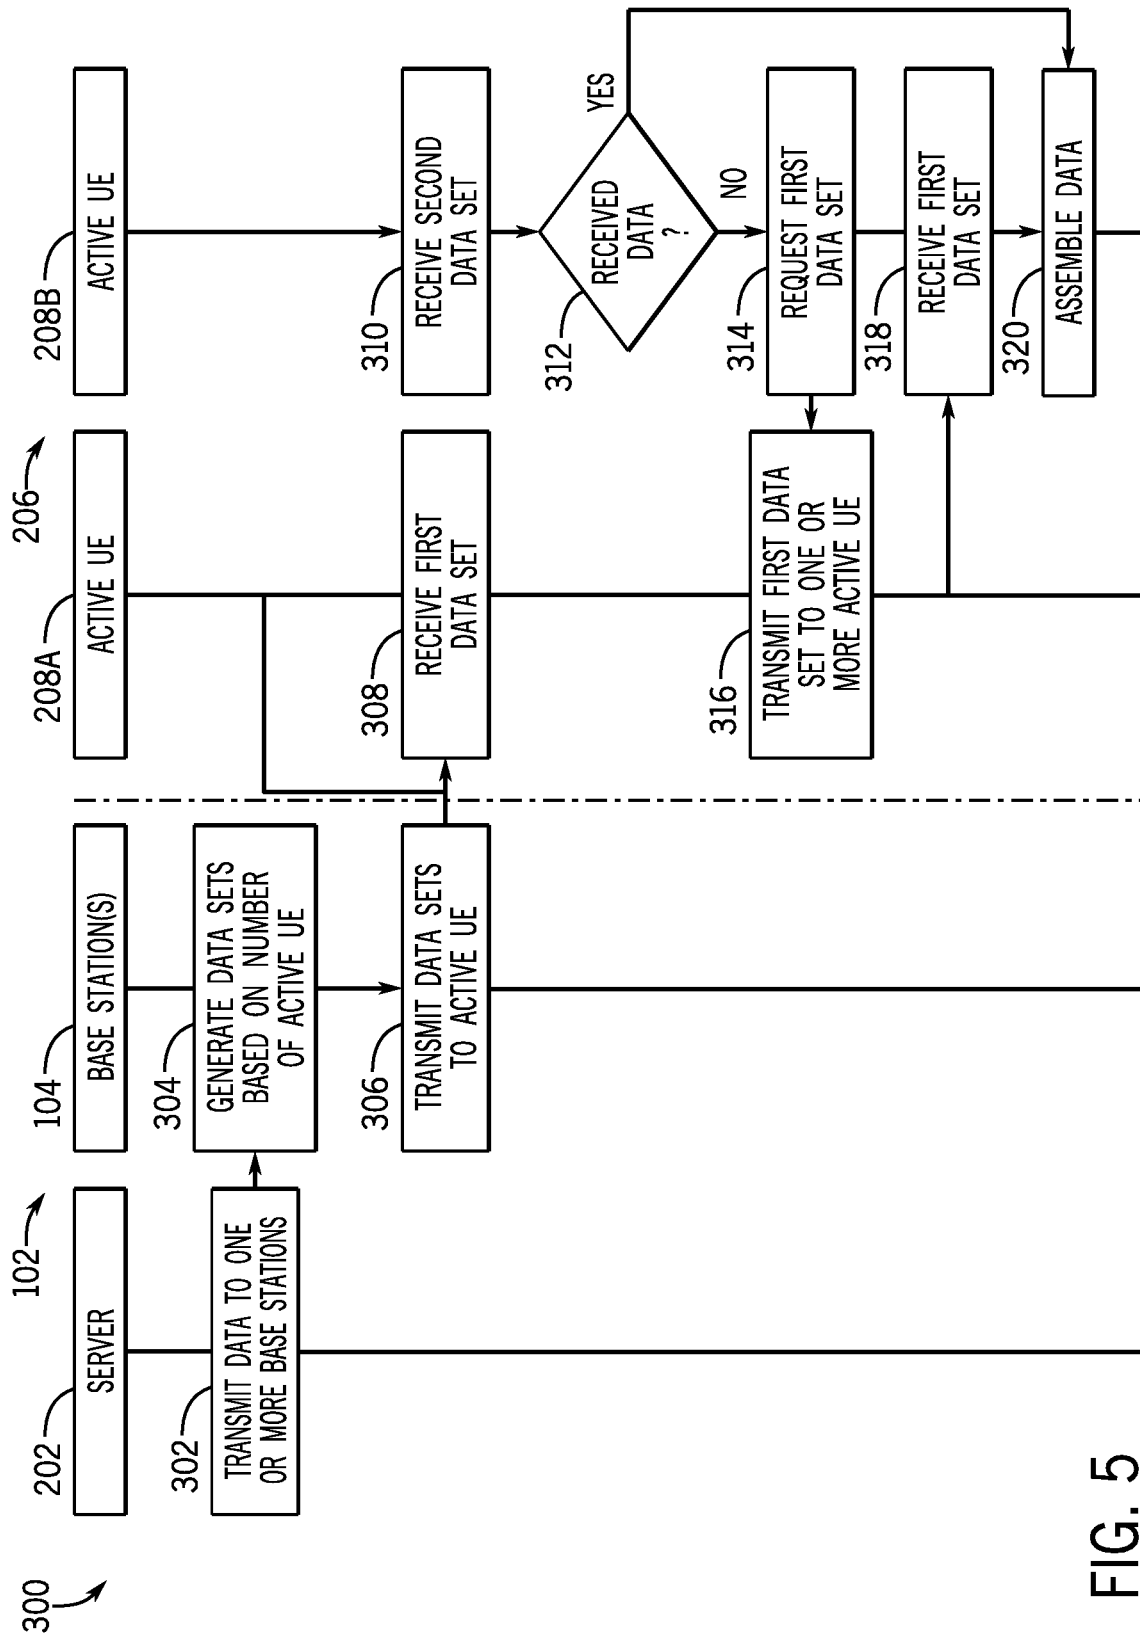 300
102
206
202
SERVER
104
BASE STATION(S)
208A
ACTIVE UE
208B
ACTIVE UE
302
TRANSMIT DATA TO ONE
OR MORE BASE STATIONS
304
GENERATE DATA SETS
BASED ON NUMBER
OF ACTIVE UE
306
TRANSMIT DATA SETS
TO ACTIVE UE
308
RECEIVE FIRST
DATA SET
310
RECEIVE SECOND
DATA SET
312
RECEIVED
DATA
?
YES
NO
314
REQUEST FIRST
DATA SET
316
TRANSMIT FIRST DATA
SET TO ONE OR
MORE ACTIVE UE
318
RECEIVE FIRST
DATA SET
320
ASSEMBLE DATA
FIG. 5